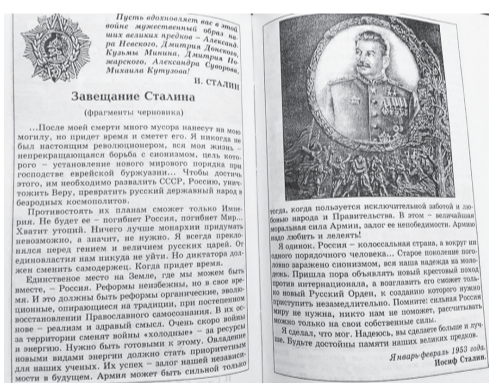 Пусть вдохновляет вас в этой
войне мужественный образ на-
ших великих предков – Алексан-
дра Невского, Дмитрия Донского,
Кузьмы Минина, Дмитрия По-
жарского, Александра Суворова,
Михаила Кутузова!
И. СТАЛИН
Завещание Сталина
(фрагменты черновика)
...После моей смерти много мусора нанесут на мою
могилу, но придет время и сметет его. Я никогда не
был настоящим революционером, вся моя жизнь –
непрекращающаяся борьба с сионизмом, цель кото-
рого – установление нового мирового порядка при
господстве еврейской буржуазии... Чтобы достичь
этого, им необходимо развалить СССР, Россию, унич-
тожить Веру, превратить русский державный народ в
безродных космополитов.
Противостоять их планам сможет только Импе-
рия. Не будет ее – погибнет Россия, погибнет Мир...
Хватит утопий. Ничего лучше монархии придумать
невозможно, а значит, не нужно. Я всегда прекло-
нялся перед гением и величием русских царей. От
единовластия нам никуда не уйти. Но диктатора дол-
жен сменить самодержец. Когда придет время.
Единственное место на Земле, где мы можем быть
вместе, – Россия. Реформы неизбежны, но в свое вре-
мя. И это должны быть реформы органические, эволю-
ционные, опирающиеся на традиции, при постепенном
восстановлении Православного самосознания. В их ос-
нове – реализм и здравый смысл. Очень скоро войны
за территории сменят войны «холодные» – за ресурсы
и энергию. Нужно быть готовыми к этому. Овладение
новыми видами энергии должно стать приоритетным
для наших ученых. Их успех – залог нашей независи-
мости в будущем. Армия может быть сильной только
тогда, когда пользуется исключительной заботой и лю-
бовью народа и Правительства. В этом – величайшая
моральная сила Армии, залог ее непобедимости. Армию
надо любить и лелеять!
Я одинок. Россия – колоссальная страна, а вокруг ни
одного порядочного человека... Старое поколение пого-
ловно заражено сионизмом, вся наша надежда на моло-
дежь. Пришла пора объявлять новый крестовый поход
против интернационала, а возглавить его сможет толь-
ко новый Русский Орден, к созданию которого нужно
приступить незамедлительно. Помните: сильная Россия
миру не нужна, никто нам не поможет, рассчитывать
можно только на свои собственные силы.
Я сделал, что мог. Надеюсь, вы сделаете больше и луч-
ше. Будьте достойны памяти наших великих предков.
Январь-февраль 1953 года.
Иосиф Сталин.